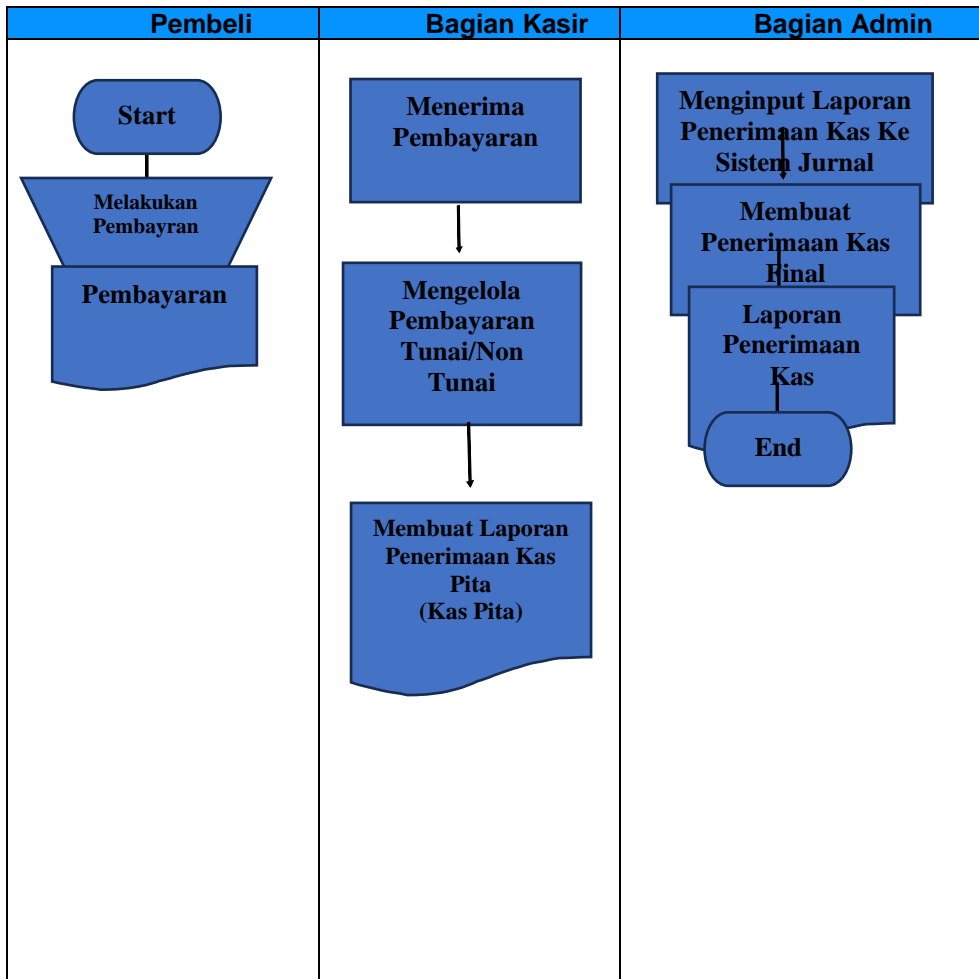 Pembeli
Bagian Kasir
Bagian Admin
Start
Melakukan
Pembayran
Pembayaran
Menerima
Pembayaran
Mengelola
Pembayaran
Tunai/Non
Tunai
Membuat Laporan
Penerimaan Kas
Pita
(Kas Pita)
Menginput Laporan
Penerimaan Kas Ke
Sistem Jurnal
Membuat
Penerimaan Kas
Final
Laporan
Penerimaan
Kas
End